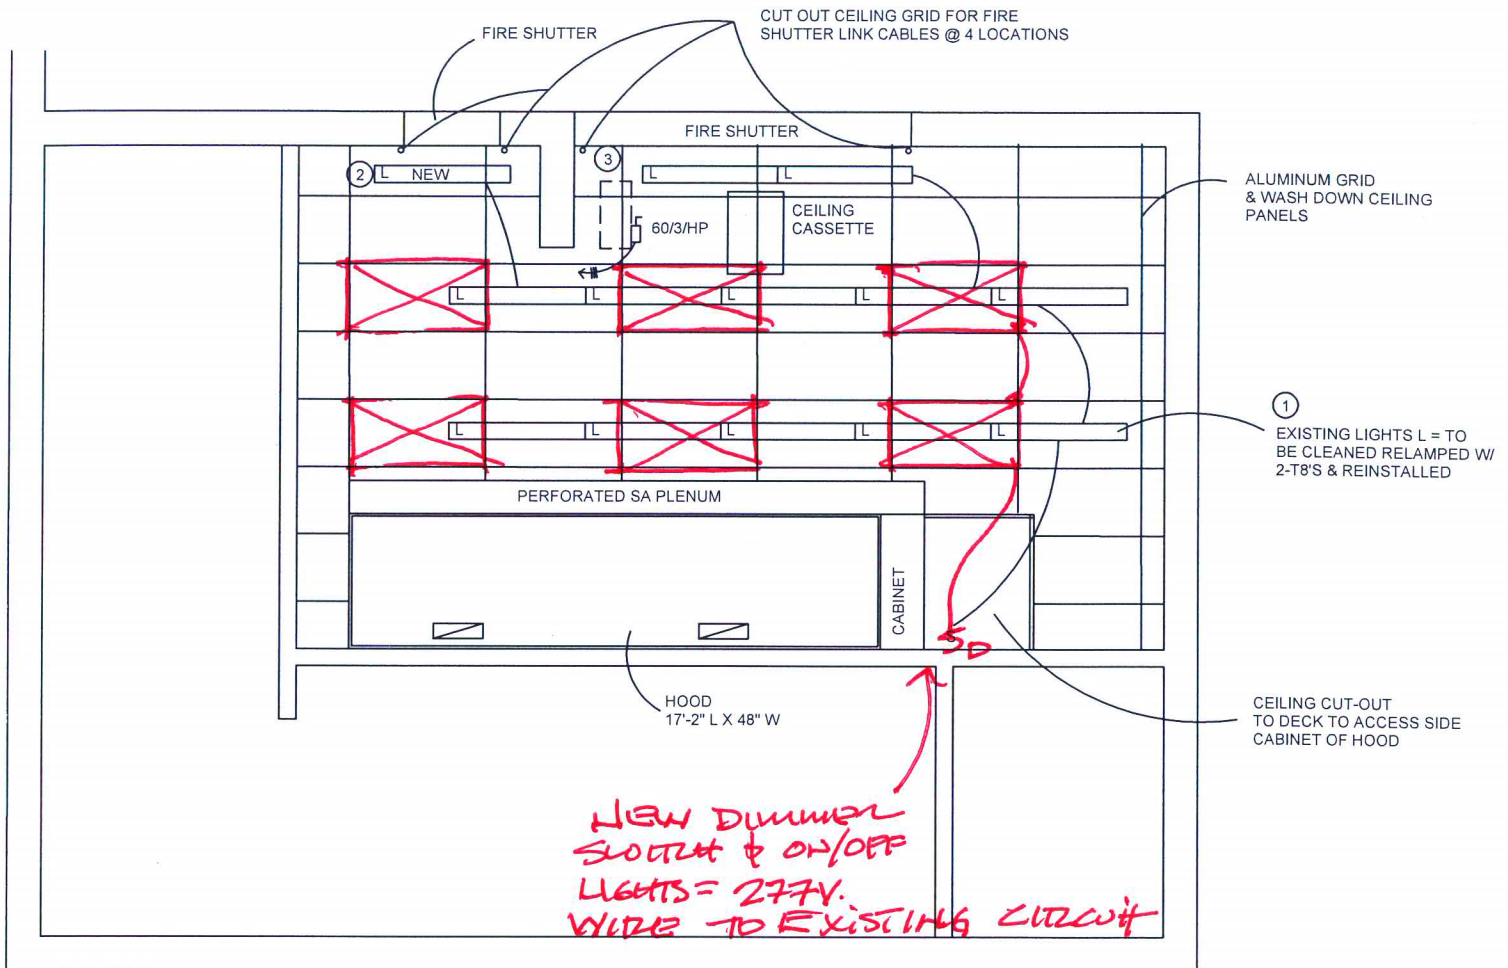 CUT OUT CEILING GRID FOR FIRE
SHUTTER LINK CABLES @ 4 LOCATIONS
FIRE SHUTTER
FIRE SHUTTER
2
L NEW
3
L
L
60/3/HP
CEILING
CASSETTE
ALUMINUM GRID
& WASH DOWN CEILING
PANELS
L
L
L
L
L
1
EXISTING LIGHTS L = TO
BE CLEANED RELAMPED W/
2-T8'S & REINSTALLED
L
L
L
L
L
PERFORATED SA PLENUM
CABINET
SD
HOOD
17'-2" L X 48" W
CEILING CUT-OUT
TO DECK TO ACCESS SIDE
CABINET OF HOOD
NEW DIMMER
SWITCH & ON/OFF
LIGHTS = 277V.
WIRE TO EXISTING CIRCUIT